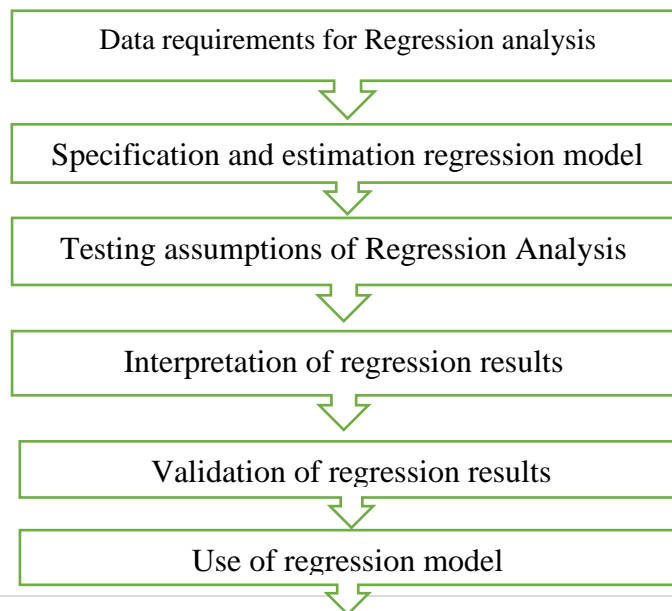 Data requirements for Regression analysis
Specification and estimation regression model
Testing assumptions of Regression Analysis
Interpretation of regression results
Validation of regression results
Use of regression model